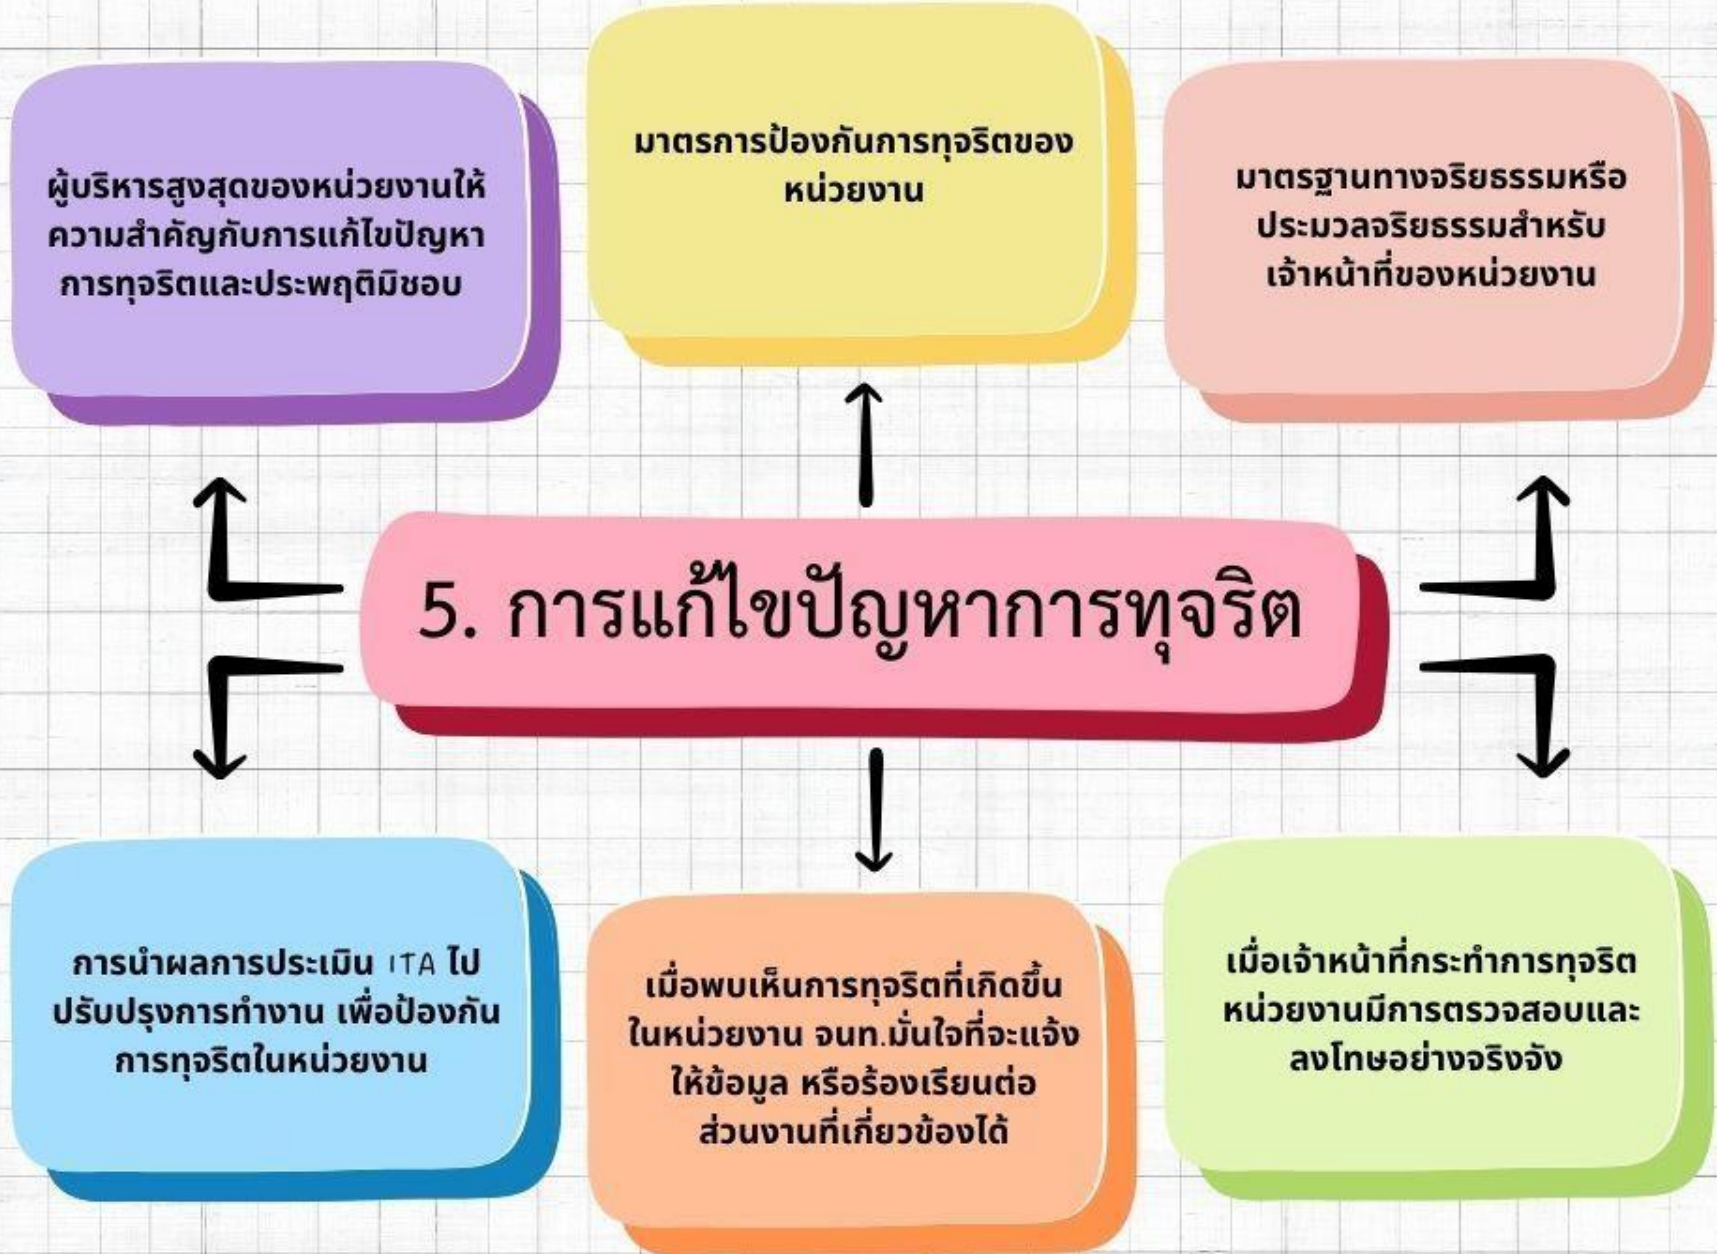 ผู้บริหารสูงสุดของหน่วยงานให้
ความสำคัญกับการแก้ไขปัญหา
การทุจริตและประพฤติมิชอบ
มาตรการป้องกันการทุจริตของ
หน่วยงาน
มาตรฐานทางจริยธรรมหรือ
ประมวลจริยธรรมสำหรับ
เจ้าหน้าที่ของหน่วยงาน
5. การแก้ไขปัญหาการทุจริต
การนำผลการประเมิน ITA ไป
ปรับปรุงการทำงาน เพื่อป้องกัน
การทุจริตในหน่วยงาน
เมื่อพบเห็นการทุจริตที่เกิดขึ้น
ในหน่วยงาน จนท.มั่นใจที่จะแจ้ง
ให้ข้อมูล หรือร้องเรียนต่อ
ส่วนงานที่เกี่ยวข้องได้
เมื่อเจ้าหน้าที่กระทำการทุจริต
หน่วยงานมีการตรวจสอบและ
ลงโทษอย่างจริงจัง